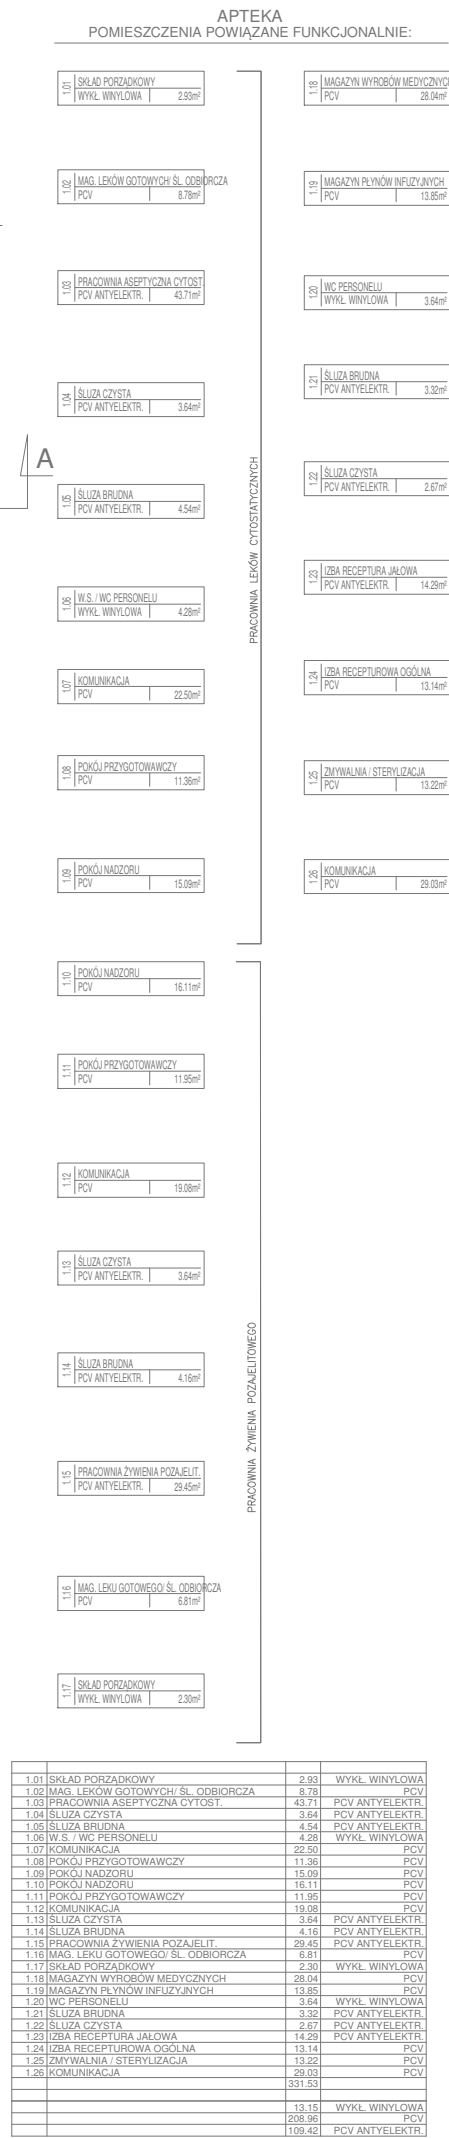 APTEKA
POMIESZCZENIA POWIĄZANE FUNKCJONALNIE:
1.01 SKŁAD PORZĄDKOWY
WYKŁ. WINYLOWA 2.93m²
1.02 MAG. LEKÓW GOTOWYCH/ ŚL. ODBIORCZA
PCV 8.78m²
1.03 PRACOWNIA ASEPTYCZNA CYTOST.
PCV ANTYELEKTR. 43.71m²
1.04 ŚLUZA CZYSTA
PCV ANTYELEKTR. 3.64m²
A
1.05 ŚLUZA BRUDNA
PCV ANTYELEKTR. 4.54m²
1.06 W.S. / WC PERSONELU
WYKŁ. WINYLOWA 4.28m²
1.07 KOMUNIKACJA
PCV 22.50m²
1.08 POKÓJ PRZYGOTOWAWCZY
PCV 11.36m²
1.09 POKÓJ NADZORU
PCV 15.09m²
PRACOWNIA LEKÓW CYTOSTATYCZNYCH
1.10 POKÓJ NADZORU
PCV 16.11m²
1.11 POKÓJ PRZYGOTOWAWCZY
PCV 11.95m²
1.12 KOMUNIKACJA
PCV 19.08m²
1.13 ŚLUZA CZYSTA
PCV ANTYELEKTR. 3.64m²
1.14 ŚLUZA BRUDNA
PCV ANTYELEKTR. 4.16m²
1.15 PRACOWNIA ŻYWIENIA POZAJELIT.
PCV ANTYELEKTR. 29.45m²
1.16 MAG. LEKU GOTOWEGO/ ŚL. ODBIORCZA
PCV 6.81m²
1.17 SKŁAD PORZĄDKOWY
WYKŁ. WINYLOWA 2.30m²
PRACOWNIA ŻYWIENIA POZAJELITOWEGO
1.18 MAGAZYN WYROBÓW MEDYCZNYCH
PCV 28.04m²
1.19 MAGAZYN PŁYNÓW INFUZYJNYCH
PCV 13.85m²
1.20 WC PERSONELU
WYKŁ. WINYLOWA 3.64m²
1.21 ŚLUZA BRUDNA
PCV ANTYELEKTR. 3.32m²
1.22 ŚLUZA CZYSTA
PCV ANTYELEKTR. 2.67m²
1.23 IZBA RECEPTURA JAŁOWA
PCV ANTYELEKTR. 14.29m²
1.24 IZBA RECEPTUROWA OGÓLNA
PCV 13.14m²
1.25 ZMYWALNIA / STERYLIZACJA
PCV 13.22m²
1.26 KOMUNIKACJA
PCV 29.03m²
1.01 SKŁAD PORZĄDKOWY 2.93 WYKŁ. WINYLOWA
1.02 MAG. LEKÓW GOTOWYCH/ ŚL. ODBIORCZA 8.78 PCV
1.03 PRACOWNIA ASEPTYCZNA CYTOST. 43.71 PCV ANTYELEKTR.
1.04 ŚLUZA CZYSTA 3.64 PCV ANTYELEKTR.
1.05 ŚLUZA BRUDNA 4.54 PCV ANTYELEKTR.
1.06 W.S. / WC PERSONELU 4.28 WYKŁ. WINYLOWA
1.07 KOMUNIKACJA 22.50 PCV
1.08 POKÓJ PRZYGOTOWAWCZY 11.36 PCV
1.09 POKÓJ NADZORU 15.09 PCV
1.10 POKÓJ NADZORU 16.11 PCV
1.11 POKÓJ PRZYGOTOWAWCZY 11.95 PCV
1.12 KOMUNIKACJA 19.08 PCV
1.13 ŚLUZA CZYSTA 3.64 PCV ANTYELEKTR.
1.14 ŚLUZA BRUDNA 4.16 PCV ANTYELEKTR.
1.15 PRACOWNIA ŻYWIENIA POZAJELIT. 29.45 PCV ANTYELEKTR.
1.16 MAG. LEKU GOTOWEGO/ ŚL. ODBIORCZA 6.81 PCV
1.17 SKŁAD PORZĄDKOWY 2.30 WYKŁ. WINYLOWA
1.18 MAGAZYN WYROBÓW MEDYCZNYCH 28.04 PCV
1.19 MAGAZYN PŁYNÓW INFUZYJNYCH 13.85 PCV
1.20 WC PERSONELU 3.64 WYKŁ. WINYLOWA
1.21 ŚLUZA BRUDNA 3.32 PCV ANTYELEKTR.
1.22 ŚLUZA CZYSTA 2.67 PCV ANTYELEKTR.
1.23 IZBA RECEPTURA JAŁOWA 14.29 PCV ANTYELEKTR.
1.24 IZBA RECEPTUROWA OGÓLNA 13.14 PCV
1.25 ZMYWALNIA / STERYLIZACJA 13.22 PCV
1.26 KOMUNIKACJA 29.03 PCV
331.53
13.15 WYKŁ. WINYLOWA
208.96 PCV
109.42 PCV ANTYELEKTR.